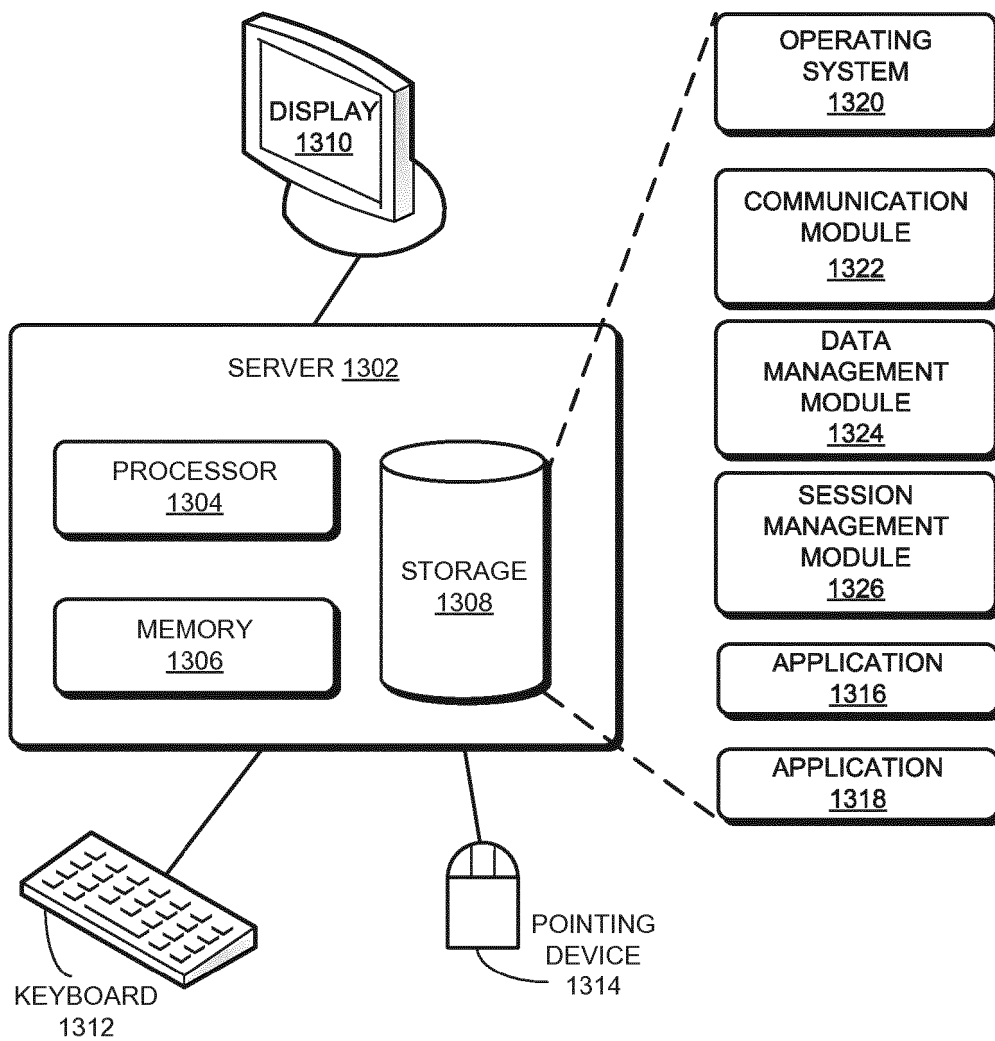 DISPLAY
1310
SERVER 1302
PROCESSOR
1304
MEMORY
1306
STORAGE
1308
KEYBOARD
1312
POINTING
DEVICE
1314
OPERATING
SYSTEM
1320
COMMUNICATION
MODULE
1322
DATA
MANAGEMENT
MODULE
1324
SESSION
MANAGEMENT
MODULE
1326
APPLICATION
1316
APPLICATION
1318